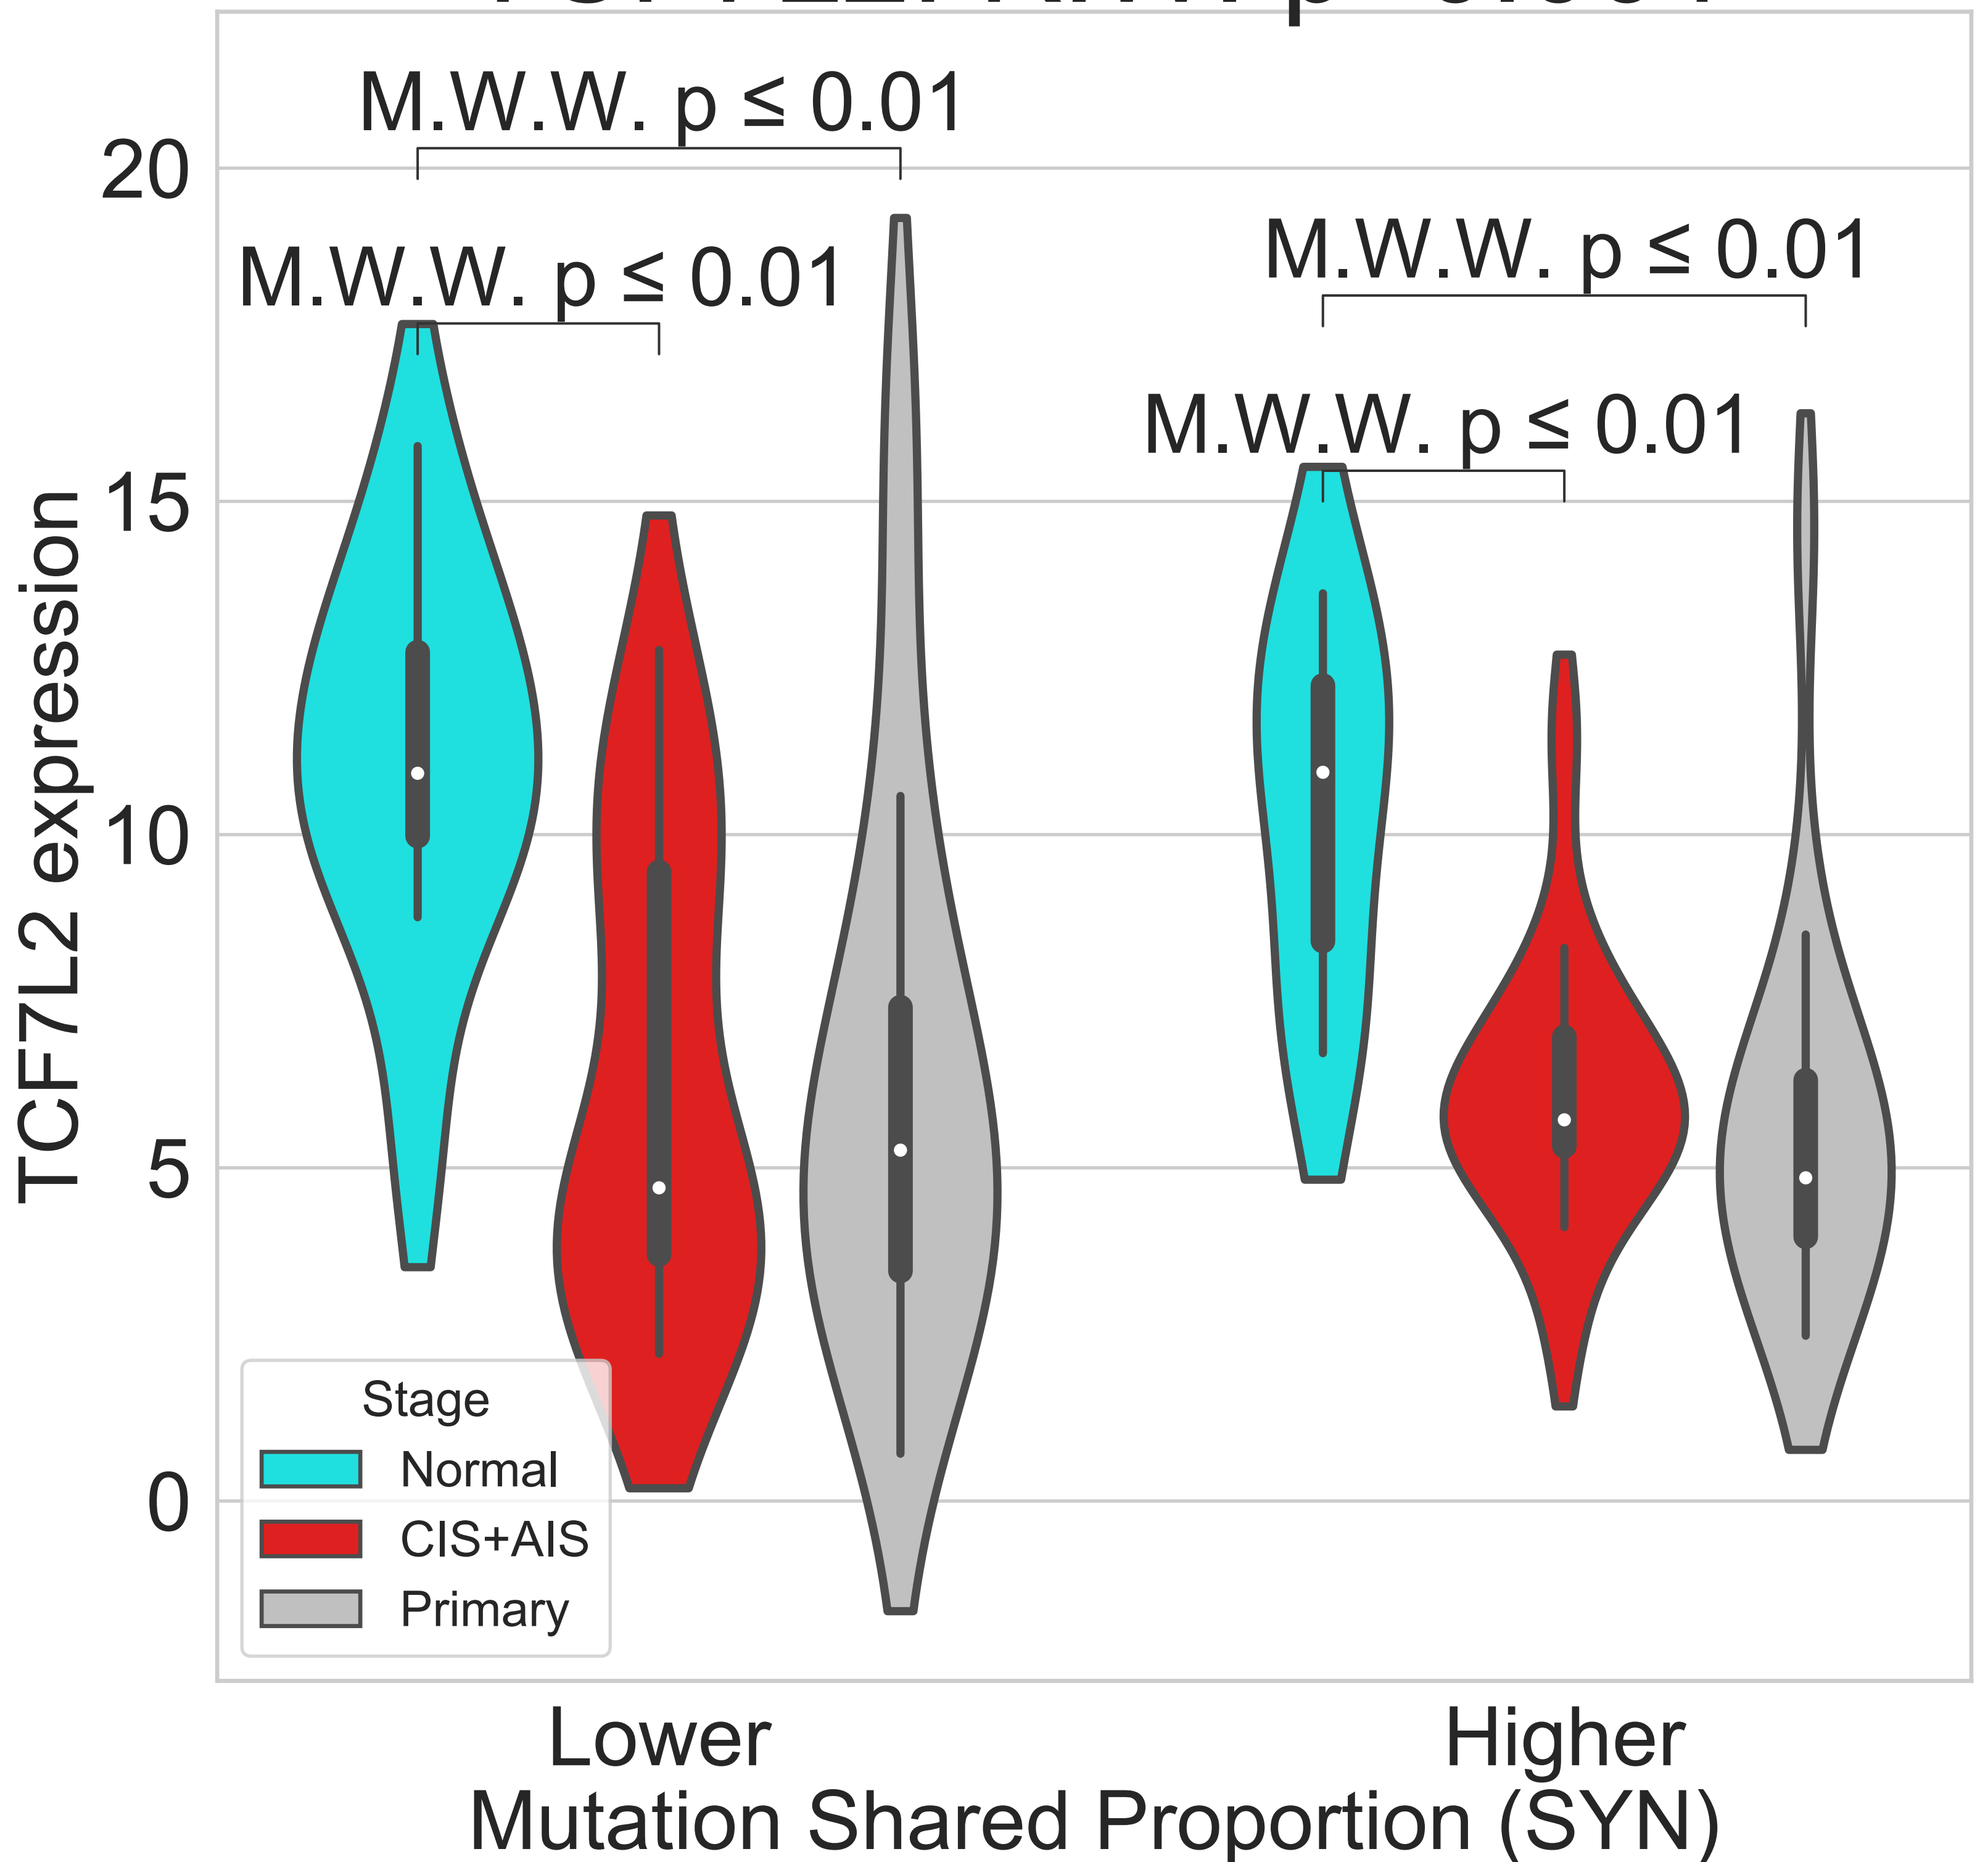 M.W.W. p ≤ 0.01
20
M.W.W. p ≤ 0.01
M.W.W. p ≤ 0.01
M.W.W. p ≤ 0.01
15
10
5
0
TCF7L2 expression
Stage
Normal
CIS+AIS
Primary
Lower
Higher
Mutation Shared Proportion (SYN)